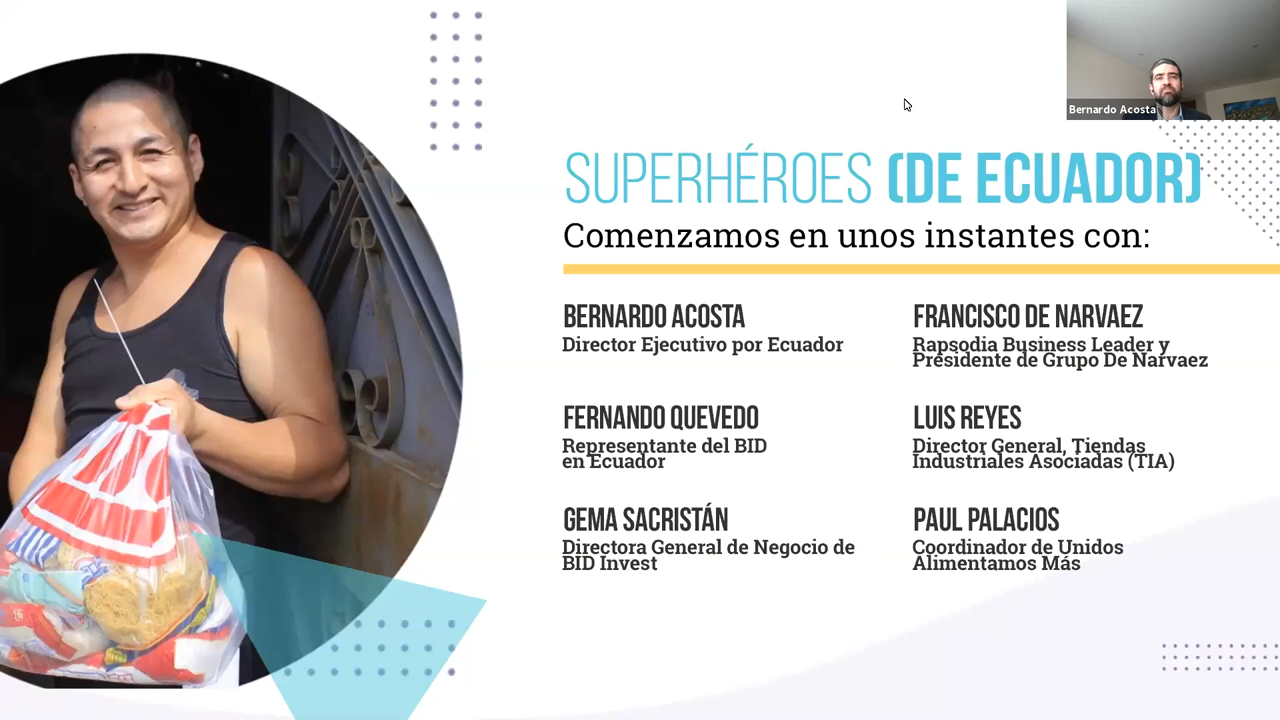 Bernardo Acosta
SUPERHÉROES (DE ECUADOR)
Comenzamos en unos instantes con:
BERNARDO ACOSTA
Director Ejecutivo por Ecuador
FERNANDO QUEVEDO
Representante del BID
en Ecuador
GEMA SACRISTÁN
Directora General de Negocio de
BID Invest
FRANCISCO DE NARVAEZ
Rapsodia Business Leader y
Présidente de Grupo De Narvaez
LUIS REYES
Director General, Tiendas
Industriales Asociadas (TIA)
PAUL PALACIOS
Coordinador de Unidos
Alimentamos Más